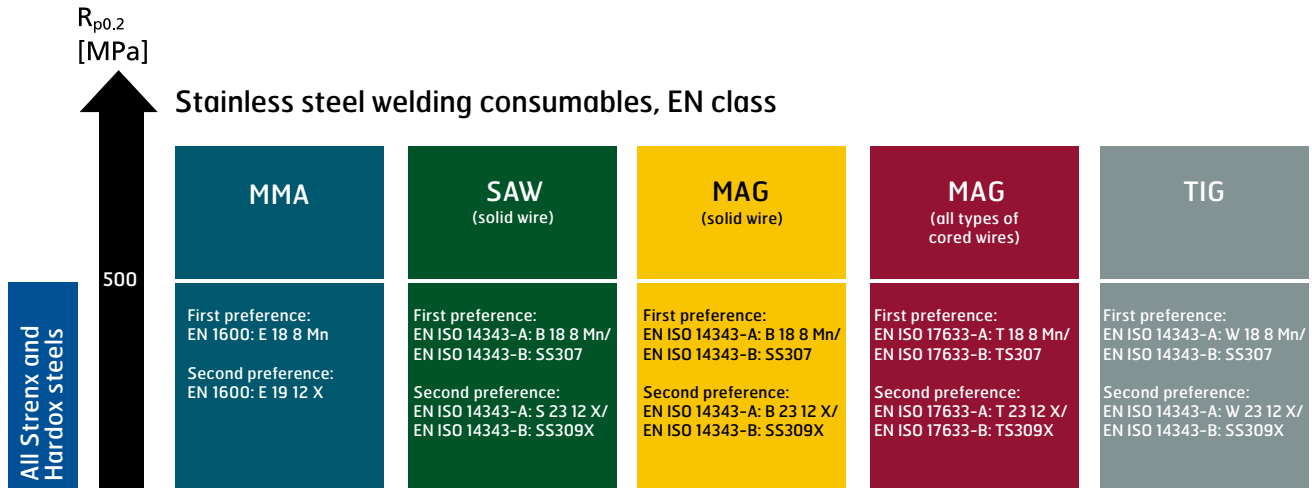 Rp0.2
[MPa]
Stainless steel welding consumables, EN class
MMA
SAW
(solid wire)
MAG
(solid wire)
MAG
(all types of
cored wires)
TIG
500
All Strenx and
Hardox steels
First preference:
EN 1600: E 18 8 Mn
Second preference:
EN 1600: E 19 12 X
First preference:
EN ISO 14343-A: B 18 8 Mn/
EN ISO 14343-B: SS307
Second preference:
EN ISO 14343-A: S 23 12 X/
EN ISO 14343-B: SS309X
First preference:
EN ISO 14343-A: B 18 8 Mn/
EN ISO 14343-B: SS307
Second preference:
EN ISO 14343-A: B 23 12 X/
EN ISO 14343-B: SS309X
First preference:
EN ISO 17633-A: T 18 8 Mn/
EN ISO 17633-B: TS307
Second preference:
EN ISO 17633-A: T 23 12 X/
EN ISO 17633-B: TS309X
First preference:
EN ISO 14343-A: W 18 8 Mn/
EN ISO 14343-B: SS307
Second preference:
EN ISO 14343-A: W 23 12 X/
EN ISO 14343-B: SS309X